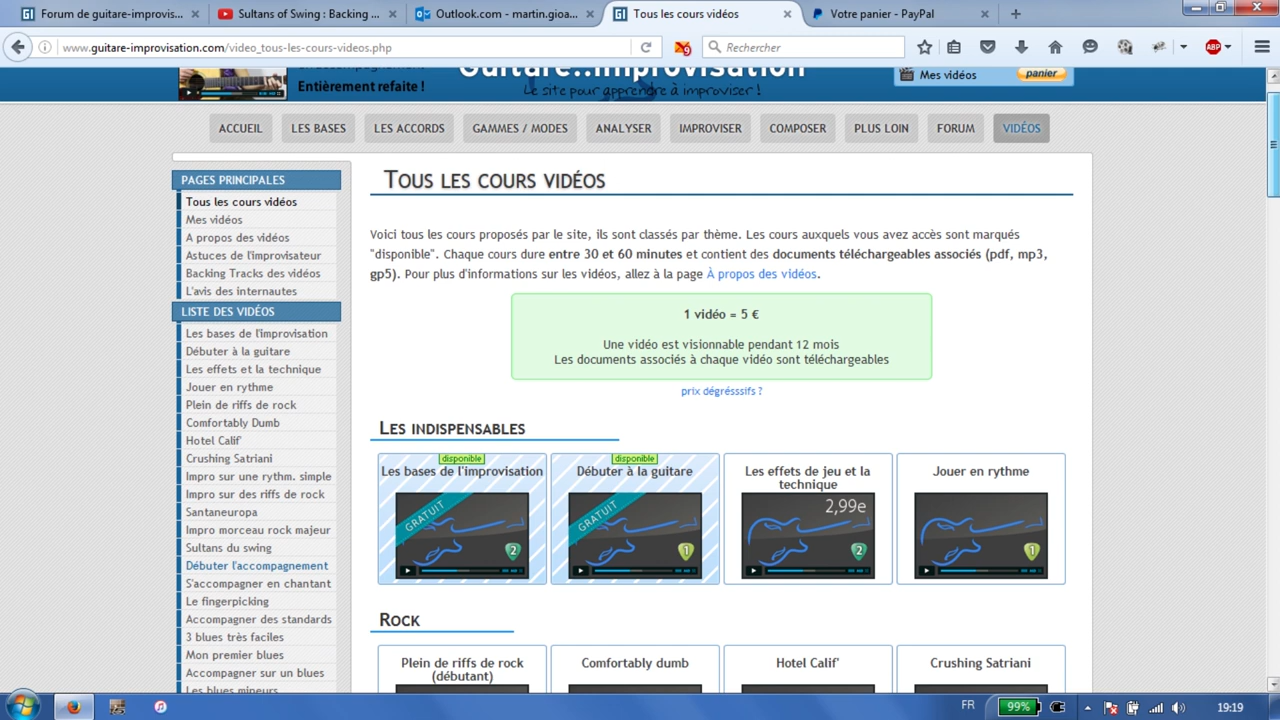 Forum de guitare-improvis...
Sultans of Swing : Backing ...
Outlook.com - martin.gioa...
Tous les cours vidéos
Votre panier - PayPal
www.guitare-improvisation.com/video_tous-les-cours-videos.php
Rechercher
9
ABP
Entièrement refaite !
Guitare::improvisation
Le site pour apprendre à improviser !
Mes vidéos
panier
ACCUEIL
LES BASES
LES ACCORDS
GAMMES / MODES
ANALYSER
IMPROVISER
COMPOSER
PLUS LOIN
FORUM
VIDÉOS
PAGES PRINCIPALES
Tous les cours vidéos
Mes vidéos
A propos des vidéos
Astuces de l'improvisateur
Backing Tracks des vidéos
L'avis des internautes
LISTE DES VIDÉOS
Les bases de l'improvisation
Débuter à la guitare
Les effets et la technique
Jouer en rythme
Plein de riffs de rock
Comfortably Dumb
Hotel Calif'
Crushing Satriani
Impro sur une rythm. simple
Impro sur des riffs de rock
Santaneuropa
Impro morceau rock majeur
Sultans du swing
Débuter l'accompagnement
S'accompagner en chantant
Le fingerpicking
Accompagner des standards
3 blues très faciles
Mon premier blues
Accompagner sur un blues
Les blues mineurs
TOUS LES COURS VIDÉOS
Voici tous les cours proposés par le site, ils sont classés par thème. Les cours auxquels vous avez accès sont marqués
"disponible". Chaque cours dure entre 30 et 60 minutes et contient des documents téléchargeables associés (pdf, mp3,
gp5). Pour plus d'informations sur les vidéos, allez à la page À propos des vidéos.
1 vidéo = 5 €
Une vidéo est visionnable pendant 12 mois
Les documents associés à chaque vidéo sont téléchargeables
prix dégrésssifs ?
LES INDISPENSABLES
disponible
Les bases de l'improvisation
GRATUIT
2
disponible
Débuter à la guitare
GRATUIT
1
Les effets de jeu et la
technique
2,99e
2
Jouer en rythme
1
ROCK
Plein de riffs de rock
(débutant)
Comfortably dumb
Hotel Calif'
Crushing Satriani
FR
99%
19:19